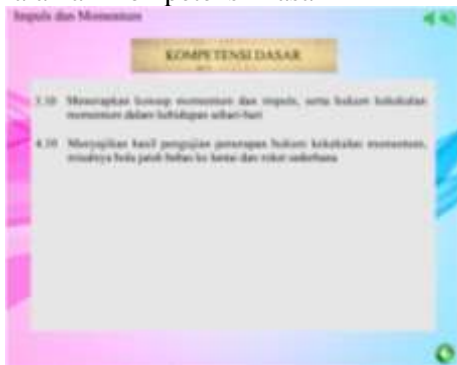 Impuls dan Momentum
KOMPETENSI DASAR
3.10 Menerapkan konsep momentum dan impuls, serta hukum kekekalan
momentum dalam kehidupan sehari-hari
4.10 Menyajikan hasil pengujian penerapan hukum kekekalan momentum,
misalnya bola jatuh bebas ke lantai dan roket sederhana